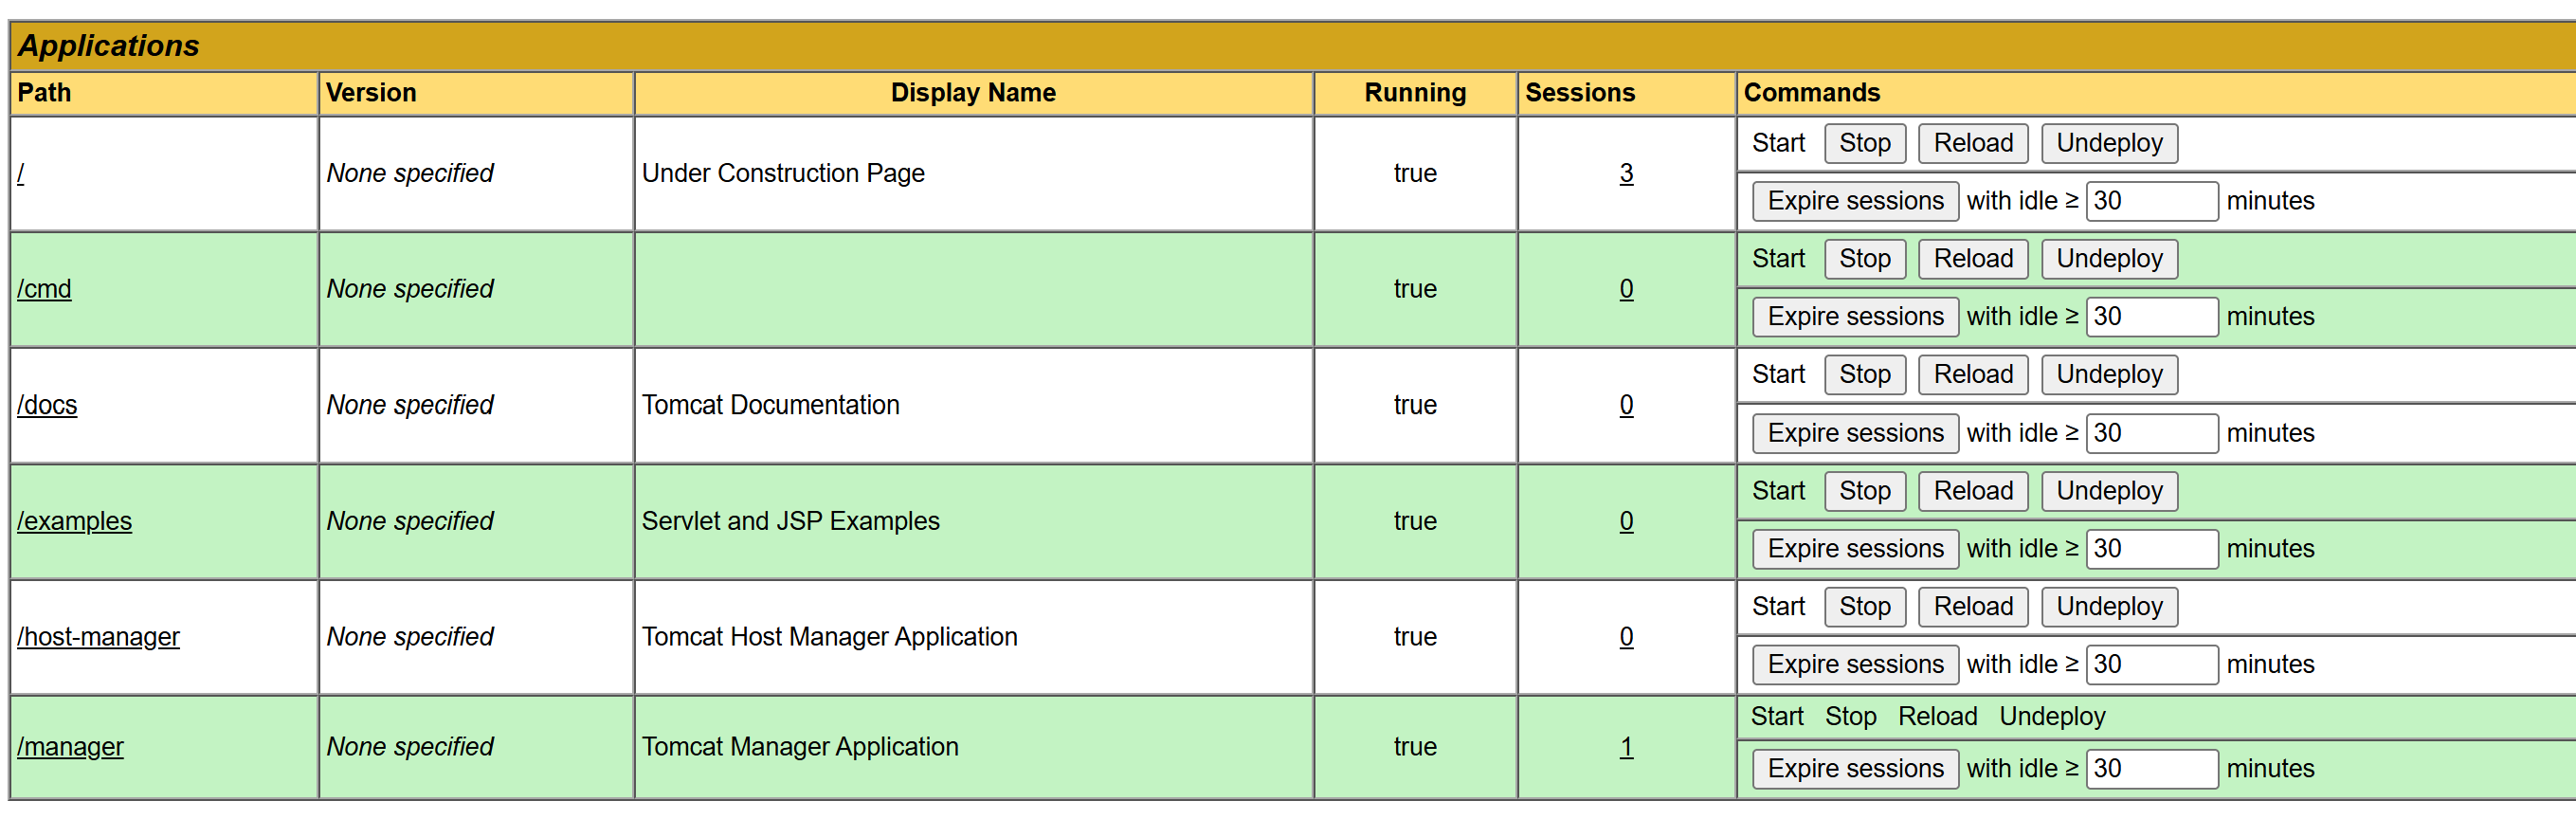 Applications
Path Version Display Name Running Sessions Commands
/ None specified Under Construction Page true 3 Start Stop Reload Undeploy
Expire sessions with idle ≥ 30 minutes
/cmd None specified true 0 Start Stop Reload Undeploy
Expire sessions with idle ≥ 30 minutes
/docs None specified Tomcat Documentation true 0 Start Stop Reload Undeploy
Expire sessions with idle ≥ 30 minutes
/examples None specified Servlet and JSP Examples true 0 Start Stop Reload Undeploy
Expire sessions with idle ≥ 30 minutes
/host-manager None specified Tomcat Host Manager Application true 0 Start Stop Reload Undeploy
Expire sessions with idle ≥ 30 minutes
/manager None specified Tomcat Manager Application true 1 Start Stop Reload Undeploy
Expire sessions with idle ≥ 30 minutes